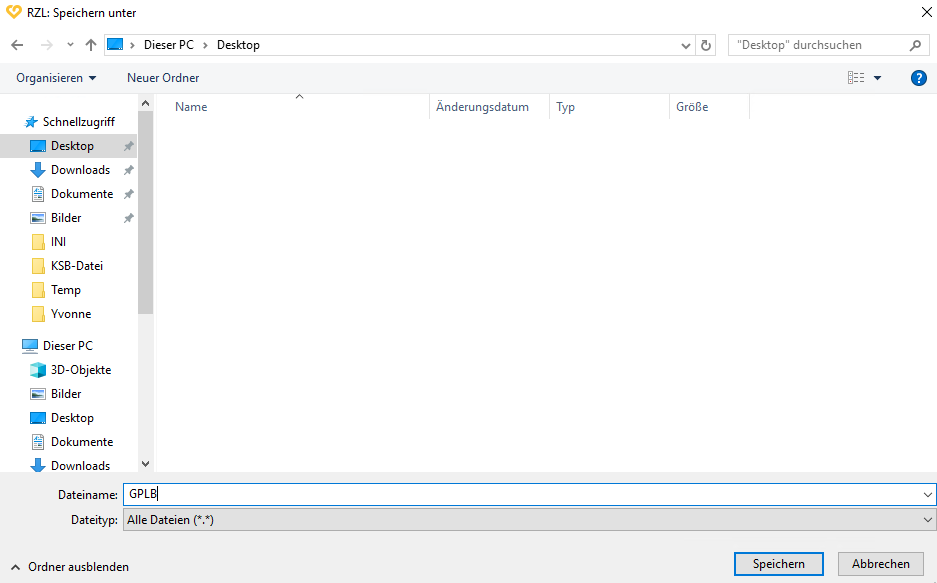 RZL: Speichern unter
Dieser PC > Desktop
"Desktop" durchsuchen
Organisieren
Neuer Ordner
?
Name
Änderungsdatum
Typ
Größe
Schnellzugriff
Desktop
Downloads
Dokumente
Bilder
INI
KSB-Datei
Temp
Yvonne
Dieser PC
3D-Objekte
Bilder
Desktop
Dokumente
Downloads
Dateiname: GPLB
Dateityp: Alle Dateien (*.*)
Ordner ausblenden
Speichern
Abbrechen